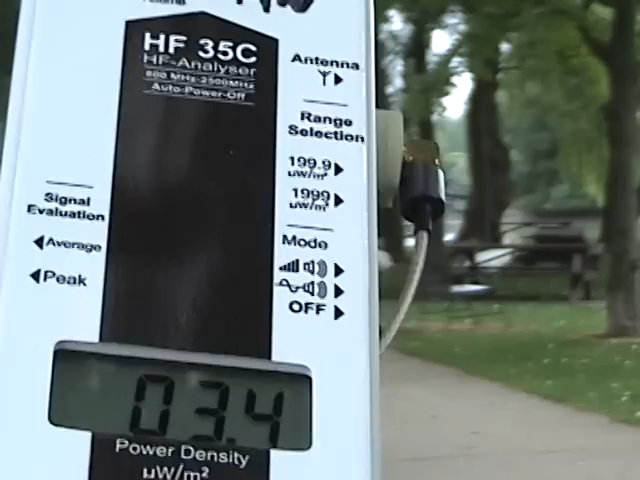 HF 35C
HF-Analyser
800 MHz-2500MHz
Auto-Power-Off
Antenna
Range
Selection
199.9
µW/m²
1999
µW/m²
Signal
Evaluation
Average
Peak
Mode
OFF
03.4
Power Density
µW/m²